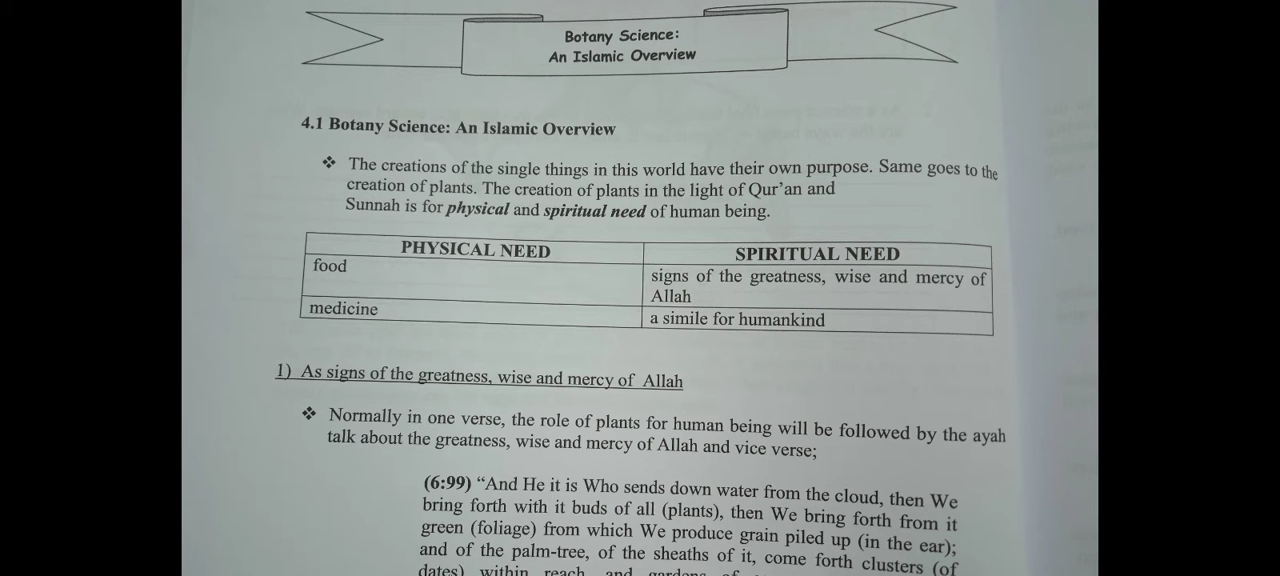 Botany Science:
An Islamic Overview
4.1 Botany Science: An Islamic Overview
❖ The creations of the single things in this world have their own purpose. Same goes to the
creation of plants. The creation of plants in the light of Qur'an and
Sunnah is for physical and spiritual need of human being.
PHYSICAL NEED SPIRITUAL NEED
food signs of the greatness, wise and mercy of
Allah
medicine a simile for humankind
1) As signs of the greatness, wise and mercy of Allah
❖ Normally in one verse, the role of plants for human being will be followed by the ayah
talk about the greatness, wise and mercy of Allah and vice verse;
(6:99) “And He it is Who sends down water from the cloud, then We
bring forth with it buds of all (plants), then We bring forth from it
green (foliage) from which We produce grain piled up (in the ear);
and of the palm-tree, of the sheaths of it, come forth clusters (of
dates) within reach, and gardens of